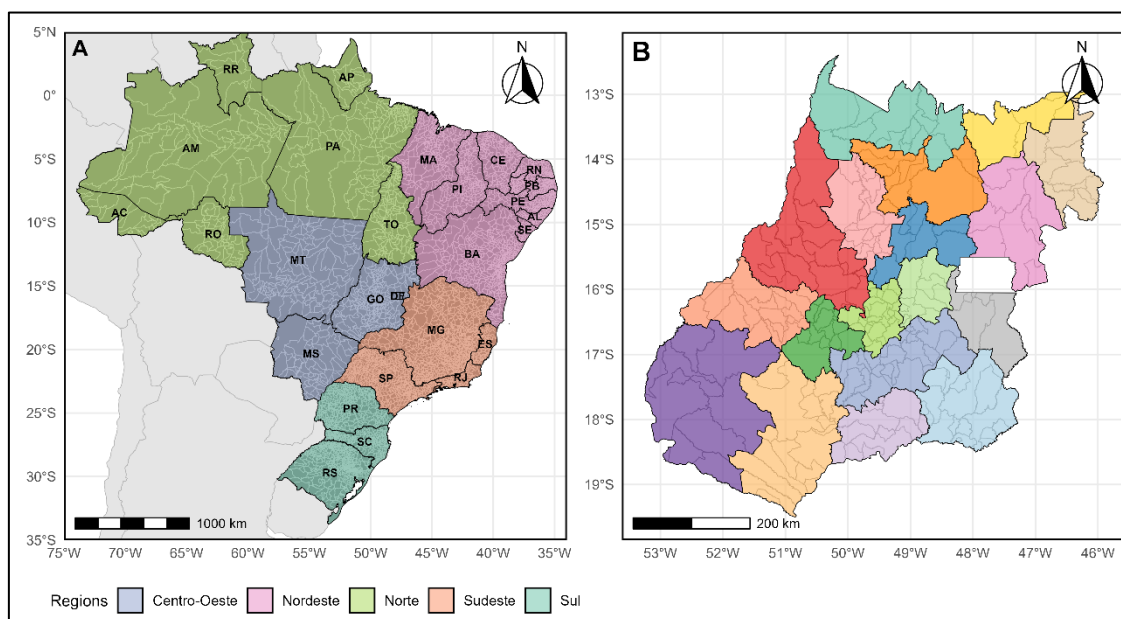 A
N
5°N
0°
5°S
10°S
15°S
20°S
25°S
30°S
35°S
RR
AP
AM
PA
MA
CE
RN
PB
PI
PE
AL
SE
AC
RO
TO
BA
MT
GO
DF
MG
ES
MS
SP
RJ
PR
SC
RS
1000 km
75°W 70°W 65°W 60°W 55°W 50°W 45°W 40°W 35°W
B
N
13°S
14°S
15°S
16°S
17°S
18°S
19°S
200 km
53°W 52°W 51°W 50°W 49°W 48°W 47°W 46°W
Regions Centro-Oeste Nordeste Norte Sudeste Sul